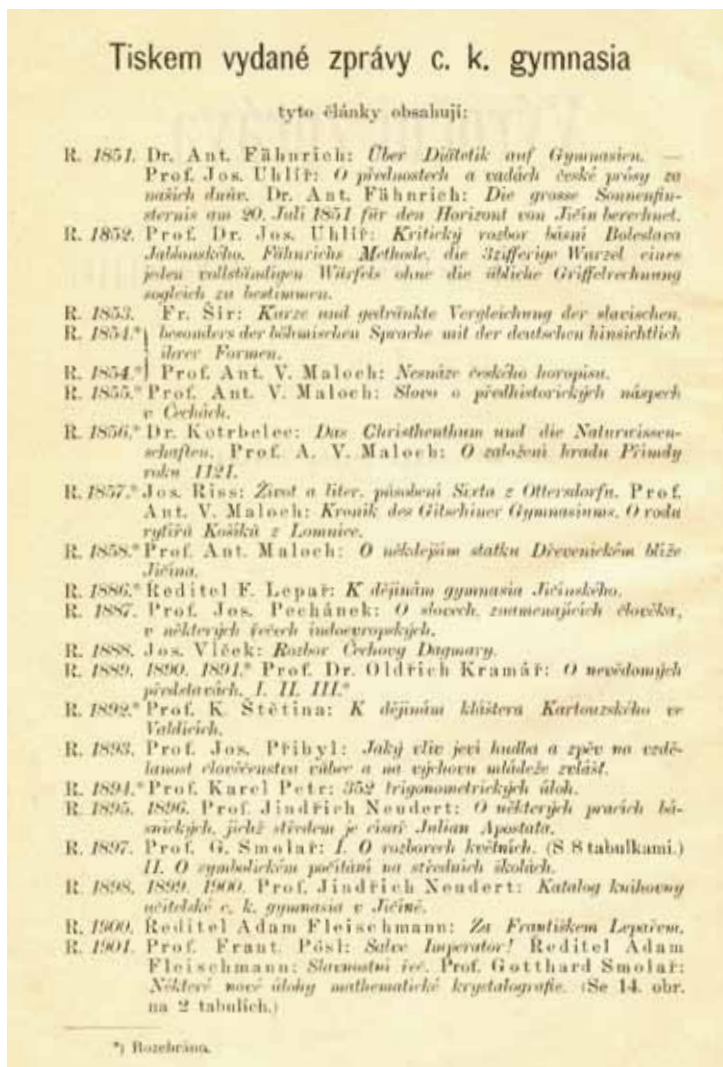 Tiskem vydané zprávy c. k. gymnasia
tyto články obsahují:
R. 1851. Dr. Ant. Fähnrich: Über Diätetik auf Gymnasien. —
Prof. Jos. Uhlíř: O přednostech a vadách české prósy za
našich dnův. Dr. Ant. Fähnrich: Die grosse Sonnenfin-
sternis am 20. Juli 1851 für den Horizont von Jičín berechnet.
R. 1852. Prof. Dr. Jos. Uhlíř: Kritický rozbor básní Boleslava
Jablonského. Fähnrichs Methode, die 3zifferige Wurzel eines
jeden vollständigen Würfels ohne die übliche Griffelrechnung
sogleich zu bestimmen.
R. 1853. Fr. Šír: Kurze und gedränkte Vergleichung der slavischen,
R. 1854.*) besonders der böhmischen Sprache mit der deutschen hinsichtlich
ihrer Formen.
R. 1854.*) Prof. Ant. V. Maloch: Nesnáze českého horopisu.
R. 1855.* Prof. Ant. V. Maloch: Slovo o předhistorických náspech
v Čechách.
R. 1856.* Dr. Kotrbelec: Das Christhenthum und die Naturwissen-
schaften. Prof. A. V. Maloch: O založení hradu Přimdy
roku 1121.
R. 1857.* Jos. Riss: Život a liter. působení Sixta z Ottersdorfu. Prof.
Ant. V. Maloch: Kronik des Gitschiner Gymnasiums. O rodu
rytířů Košíků z Lomnice.
R. 1858.* Prof. Ant. Maloch: O někdejším statku Dřevenickém blíže
Jičína.
R. 1886.* Ředitel F. Lepař: K dějinám gymnasia Jičínského.
R. 1887. Prof. Jos. Pechánek: O slovech, znamenajících člověka,
v některých řečech indoevropských.
R. 1888. Jos. Vlček: Rozbor Čechovy Dagmary.
R. 1889. 1890. 1891.* Prof. Dr. Oldřich Kramář: O nevědomých
představách. I. II. III.*
R. 1892.* Prof. K. Štětina: K dějinám kláštera Kartouzského ve
Valdicích.
R. 1893. Prof. Jos. Přibyl: Jaký vliv jeví hudba a zpěv na vzdě-
lanost člověčenstva vůbec a na výchovu mládeže zvlášť.
R. 1894.* Prof. Karel Petr: 352 trigonometrických úloh.
R. 1895. 1896. Prof. Jindřich Neudert: O některých pracích bá-
snických, jichž středem je císař Julian Apostata.
R. 1897. Prof. G. Smolař: I. O rozborech květních. (S 8 tabulkami.)
II. O symbolickém počítání na středních školách.
R. 1898. 1899. 1900. Prof. Jindřich Neudert: Katalog knihovny
učitelské c. k. gymnasia v Jičíně.
R. 1900. Ředitel Adam Fleischmann: Za Františkem Lepařem.
R. 1901. Prof. Frant. Pösl: Salve Imperator! Ředitel Adam
Fleischmann: Slavnostní řeč. Prof. Gotthard Smolař:
Některé nové úlohy mathematické krystalografie. (Se 14. obr.
na 2 tabulích.)
*) Rozebrána.